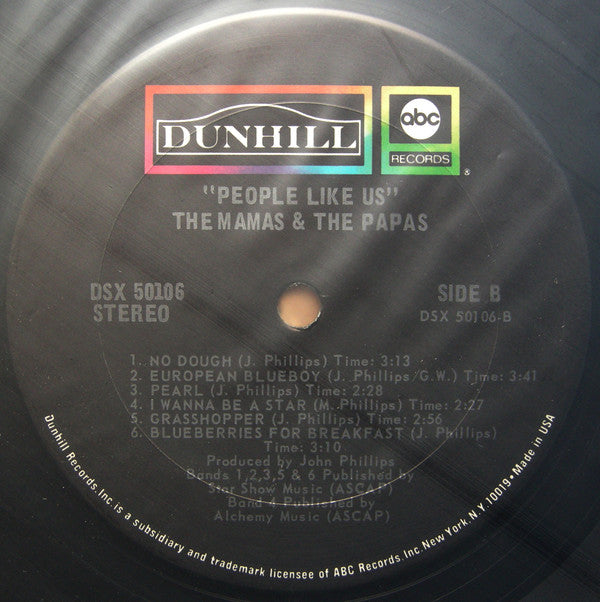 DUNHILL
abc
RECORDS
®
"PEOPLE LIKE US"
THE MAMAS & THE PAPAS
DSX 50106
STEREO
SIDE B
DSX 50106-B
1. NO DOUGH (J. Phillips) Time: 3:13
2. EUROPEAN BLUEBOY (J. Phillips/G.W.) Time: 3:41
3. PEARL (J. Phillips) Time: 2:28
4. I WANNA BE A STAR (M. Phillips) Time: 2:27
5. GRASSHOPPER (J. Phillips) Time: 2:56
6. BLUEBERRIES FOR BREAKFAST (J. Phillips)
Time: 3:10
Produced by John Phillips
Bands 1,2,3,5 & 6 Published by
Star Show Music (ASCAP)
Band 4 Published by
Alchemy Music (ASCAP)
Dunhill Records, Inc. is a subsidiary and trademark licensee of ABC Records, Inc. New York, N.Y. 10019 • Made in USA